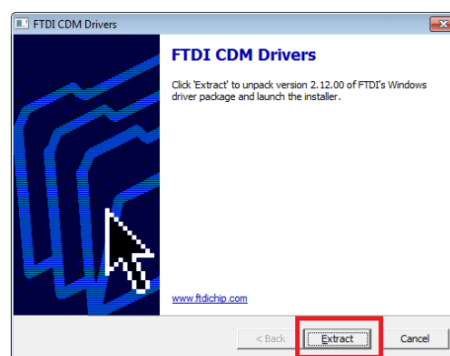 FTDI CDM Drivers
FTDI CDM Drivers
Click 'Extract' to unpack version 2.12.00 of FTDI's Windows
driver package and launch the installer.
www.ftdichip.com
< Back Extract Cancel